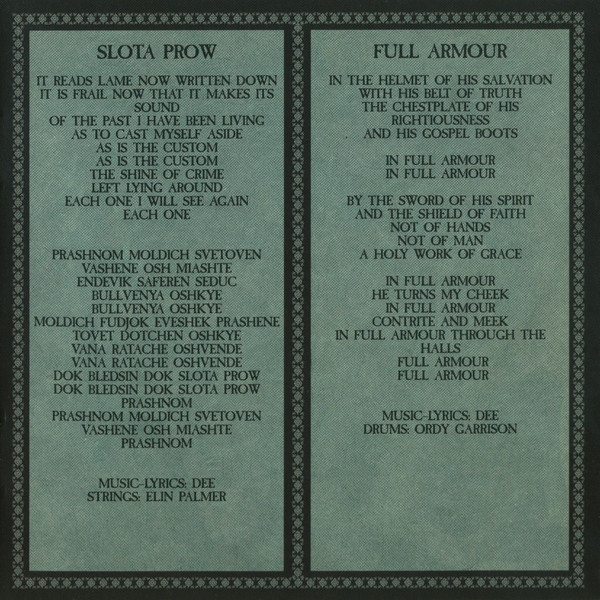 SLOTA PROW
IT READS LAME NOW WRITTEN DOWN
IT IS FRAIL NOW THAT IT MAKES ITS
SOUND
OF THE PAST I HAVE BEEN LIVING
AS TO CAST MYSELF ASIDE
AS IS THE CUSTOM
AS IS THE CUSTOM
THE SHINE OF CRIME
LEFT LYING AROUND
EACH ONE I WILL SEE AGAIN
EACH ONE
PRASHNOM MOLDICH SVETOVEN
VASHENE OSH MIASHTE
ENDEVIK SAFEREN SEDUC
BULLVENYA OSHKYE
BULLVENYA OSHKYE
MOLDICH FUDJOK EVESHEK PRASHENE
TOVET DOTCHEN OSHKYE
VANA RATACHE OSHVENDE
VANA RATACHE OSHVENDE
DOK BLEDSIN DOK SLOTA PROW
DOK BLEDSIN DOK SLOTA PROW
PRASHNOM
PRASHNOM MOLDICH SVETOVEN
VASHENE OSH MIASHTE
PRASHNOM
MUSIC-LYRICS: DEE
STRINGS: ELIN PALMER
FULL ARMOUR
IN THE HELMET OF HIS SALVATION
WITH HIS BELT OF TRUTH
THE CHESTPLATE OF HIS
RIGHTIOUSNESS
AND HIS GOSPEL BOOTS
IN FULL ARMOUR
IN FULL ARMOUR
BY THE SWORD OF HIS SPIRIT
AND THE SHIELD OF FAITH
NOT OF HANDS
NOT OF MAN
A HOLY WORK OF GRACE
IN FULL ARMOUR
HE TURNS MY CHEEK
IN FULL ARMOUR
CONTRITE AND MEEK
IN FULL ARMOUR THROUGH THE
HALLS
FULL ARMOUR
FULL ARMOUR
MUSIC-LYRICS: DEE
DRUMS: ORDY GARRISON